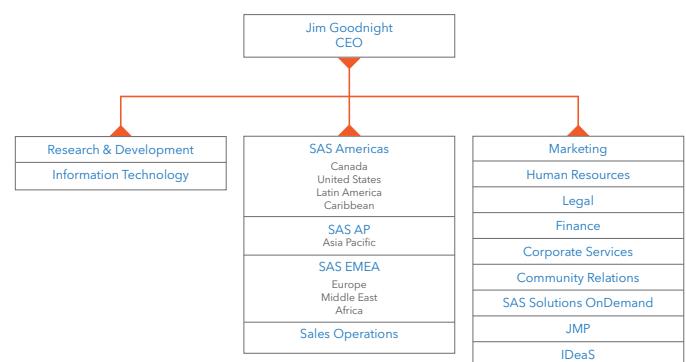 Jim Goodnight
CEO
Research & Development
Information Technology
SAS Americas
Canada
United States
Latin America
Caribbean
SAS AP
Asia Pacific
SAS EMEA
Europe
Middle East
Africa
Sales Operations
Marketing
Human Resources
Legal
Finance
Corporate Services
Community Relations
SAS Solutions OnDemand
JMP
IDeaS